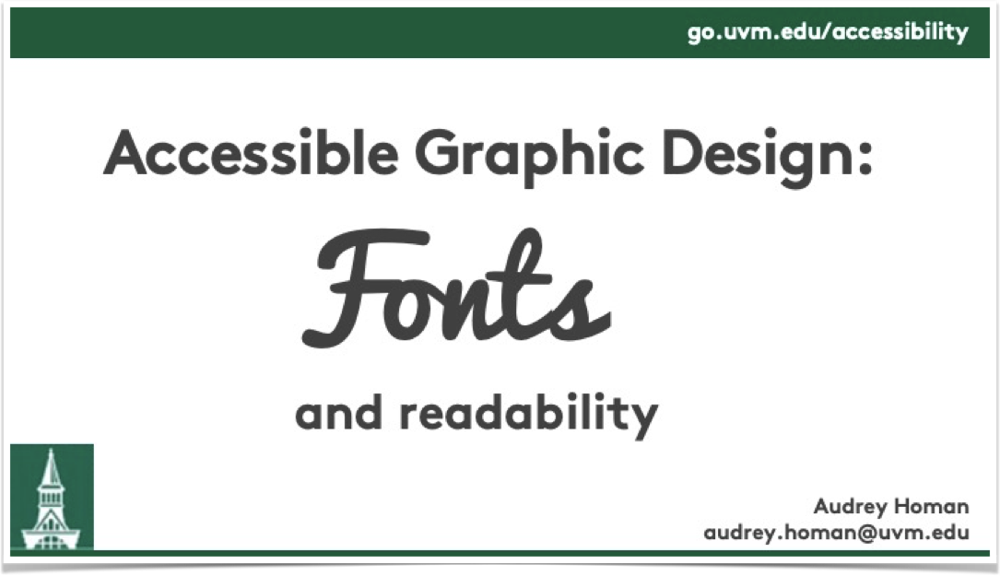 go.uvm.edu/accessibility
Accessible Graphic Design:
Fonts
and readability
Audrey Homan
audrey.homan@uvm.edu